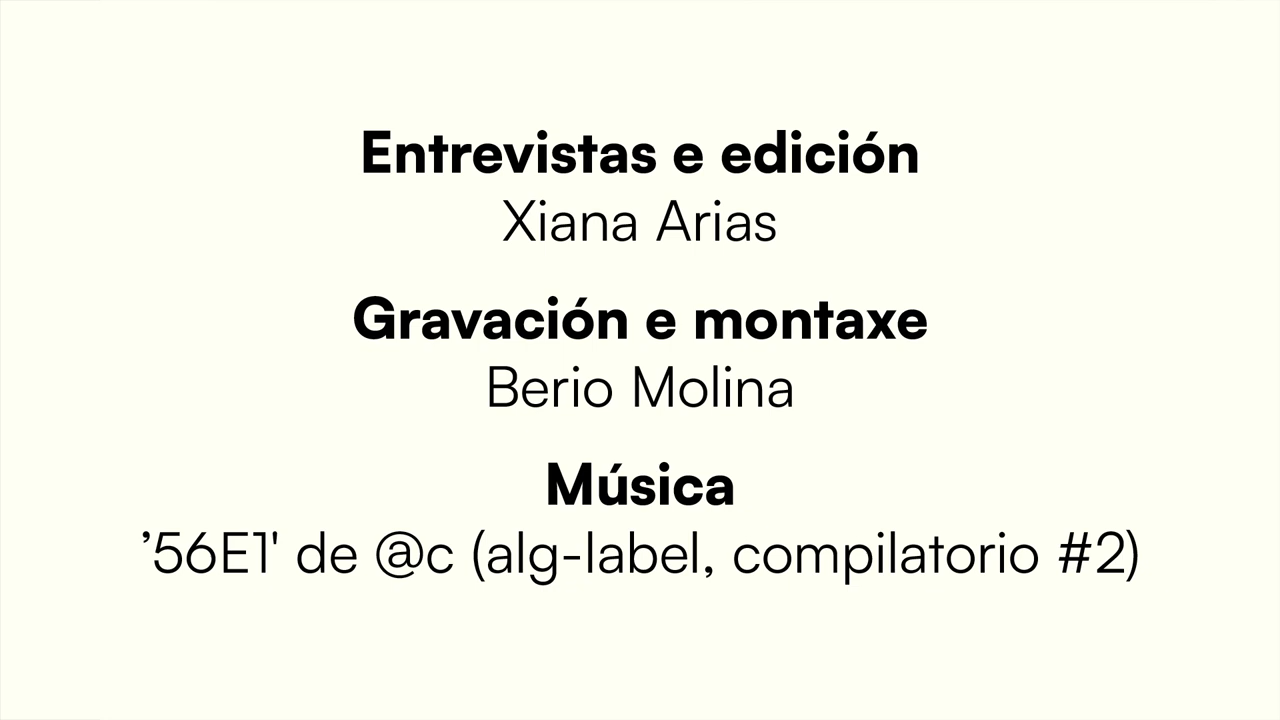 Entrevistas e edición
Xiana Arias
Gravación e montaxe
Berio Molina
Música
’56E1' de @c (alg-label, compilatorio #2)